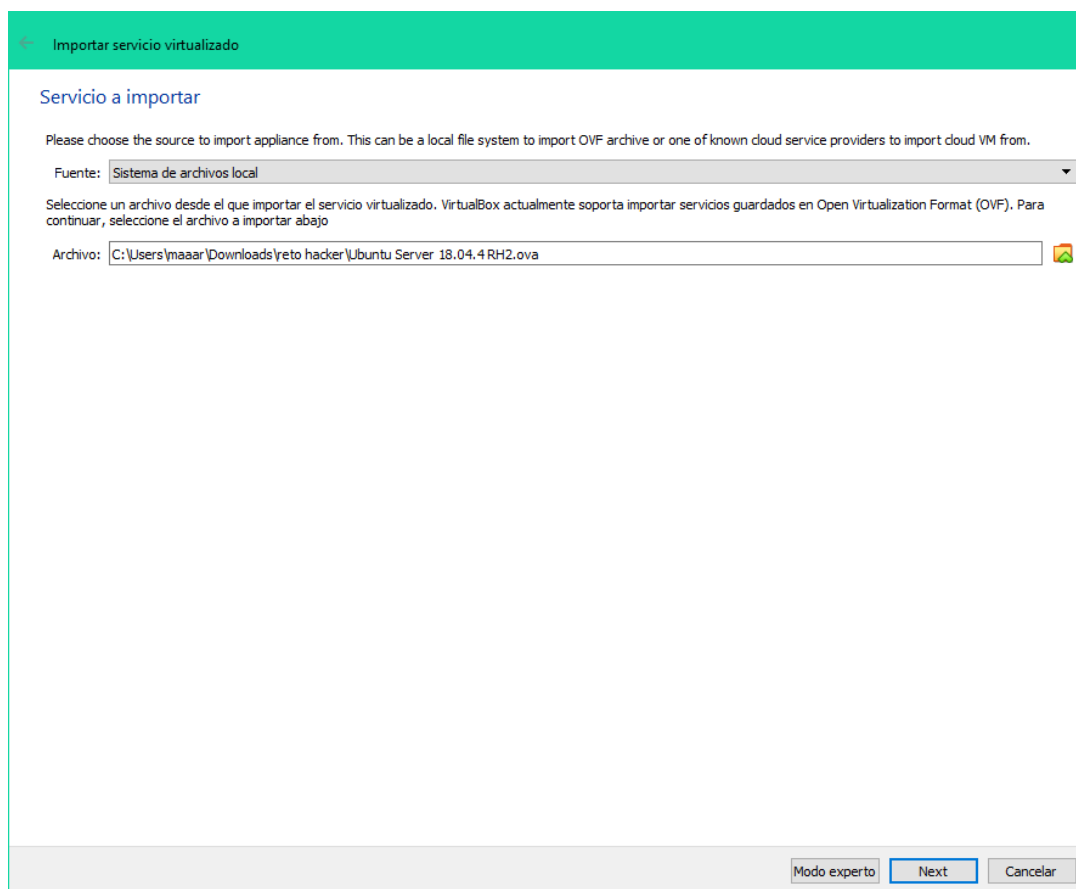 Importar servicio virtualizado
Servicio a importar
Please choose the source to import appliance from. This can be a local file system to import OVF archive or one of known cloud service providers to import cloud VM from.
Fuente: Sistema de archivos local
Seleccione un archivo desde el que importar el servicio virtualizado. VirtualBox actualmente soporta importar servicios guardados en Open Virtualization Format (OVF). Para
continuar, seleccione el archivo a importar abajo
Archivo: C:\Users\maaar\Downloads\reto hacker\Ubuntu Server 18.04.4 RH2.ova
Modo experto Next Cancelar